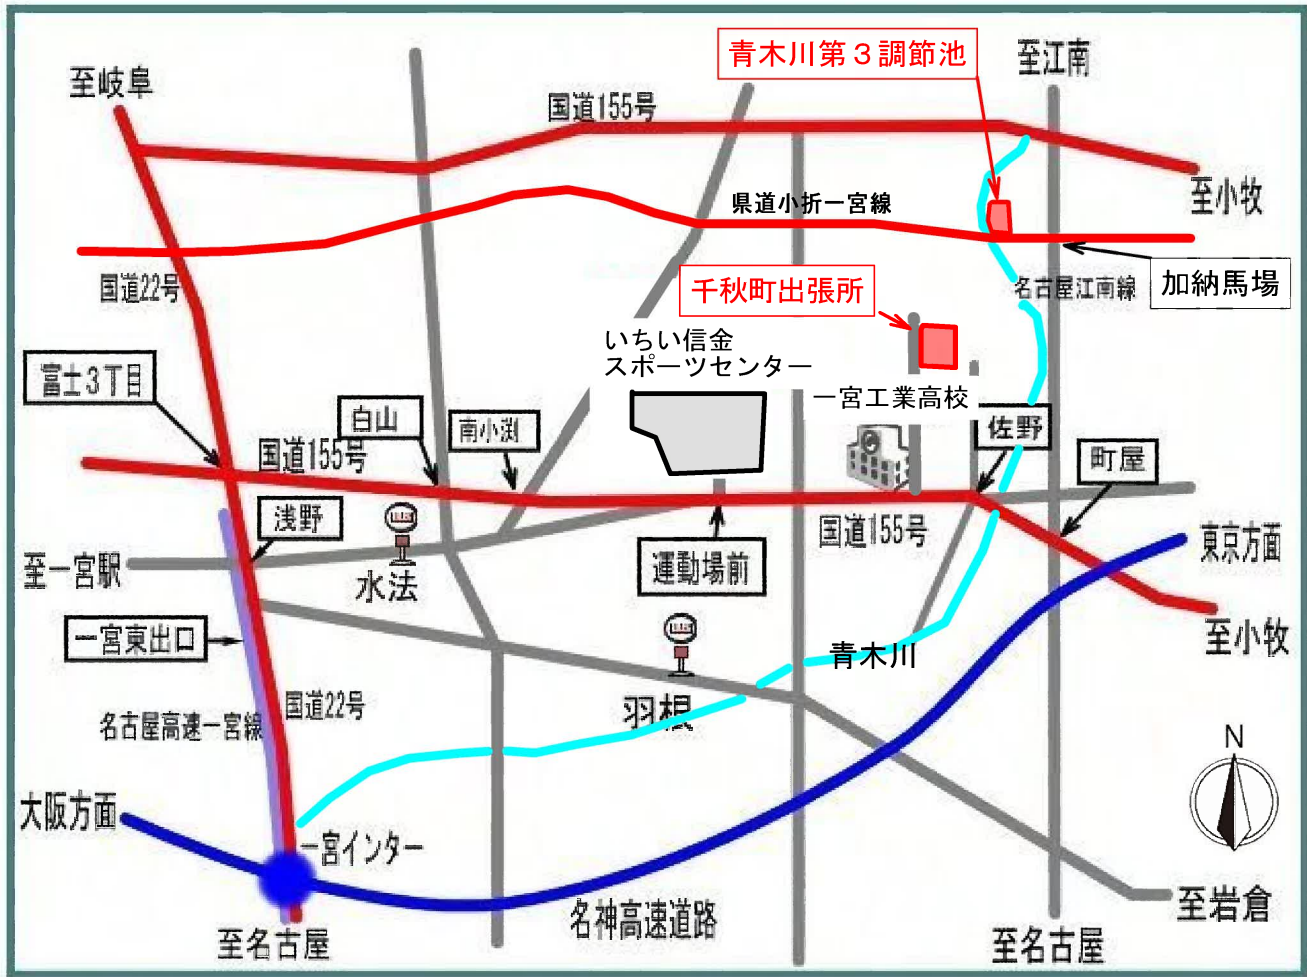 青木川第３調節池
至江南
至岐阜
国道155号
至小牧
県道小折一宮線
国道22号
名古屋江南線
加納馬場
千秋町出張所
いちい信金
スポーツセンター
富士３丁目
一宮工業高校
白山
南小渕
佐野
国道155号
町屋
浅野
国道155号
東京方面
至一宮駅
水法
運動場前
一宮東出口
至小牧
青木川
国道22号
羽根
名古屋高速一宮線
N
大阪方面
一宮インター
名神高速道路
至岩倉
至名古屋
至名古屋